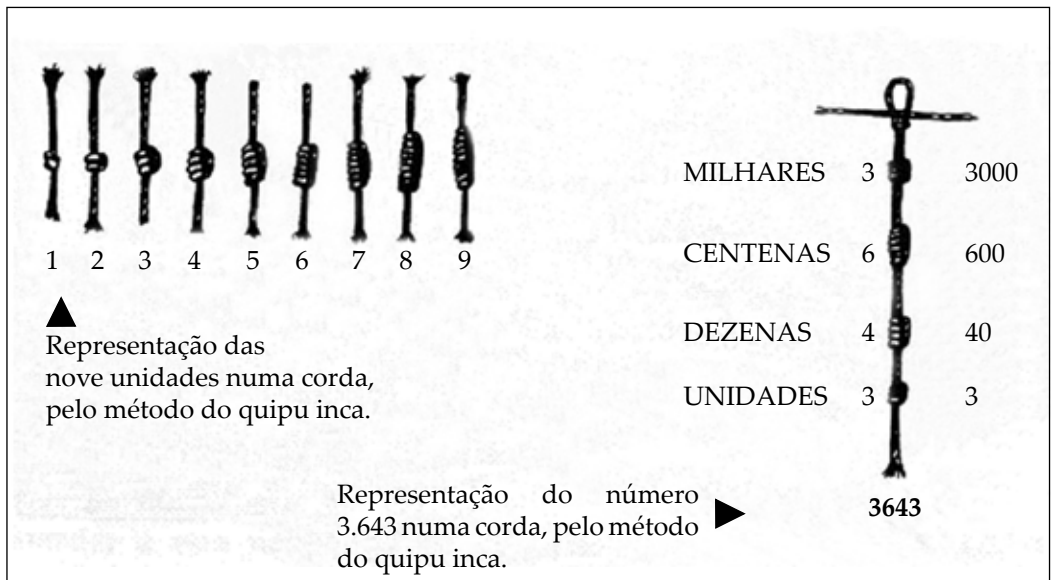 1 2 3 4 5 6 7 8 9
Representação das
nove unidades numa corda,
pelo método do quipu inca.
MILHARES 3 3000
CENTENAS 6 600
DEZENAS 4 40
UNIDADES 3 3
3643
Representação do número
3.643 numa corda, pelo método
do quipu inca.